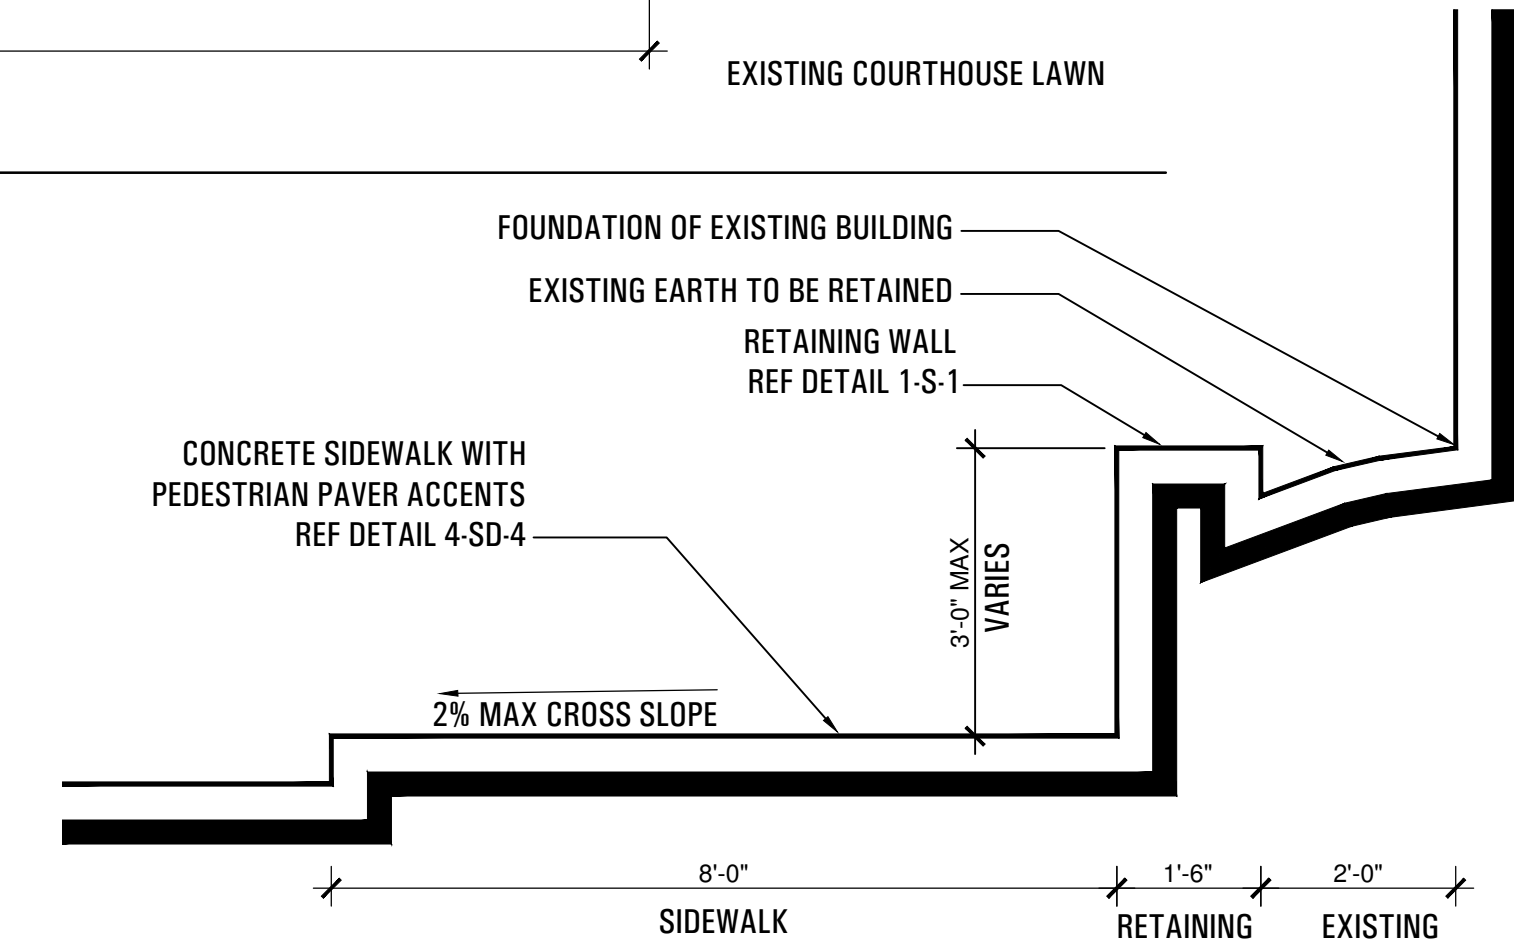 EXISTING COURTHOUSE LAWN
FOUNDATION OF EXISTING BUILDING
EXISTING EARTH TO BE RETAINED
RETAINING WALL
REF DETAIL 1-S-1
CONCRETE SIDEWALK WITH
PEDESTRIAN PAVER ACCENTS
REF DETAIL 4-SD-4
3'-0" MAX
VARIES
2% MAX CROSS SLOPE
8'-0"
1'-6"
2'-0"
SIDEWALK
RETAINING
EXISTING